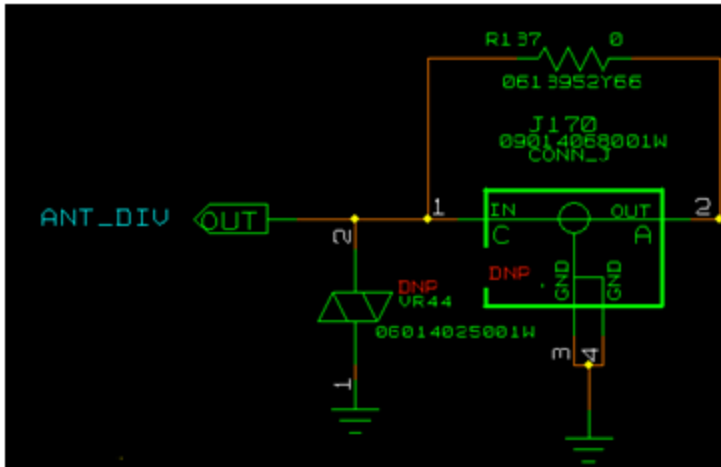 R137 0
0613952Y66
J170
09014068001W
CONN_J
ANT_DIV OUT
1 IN OUT 2
C A
2
DNP
GND GND
DNP
VR44
06014025001W
3 4
1